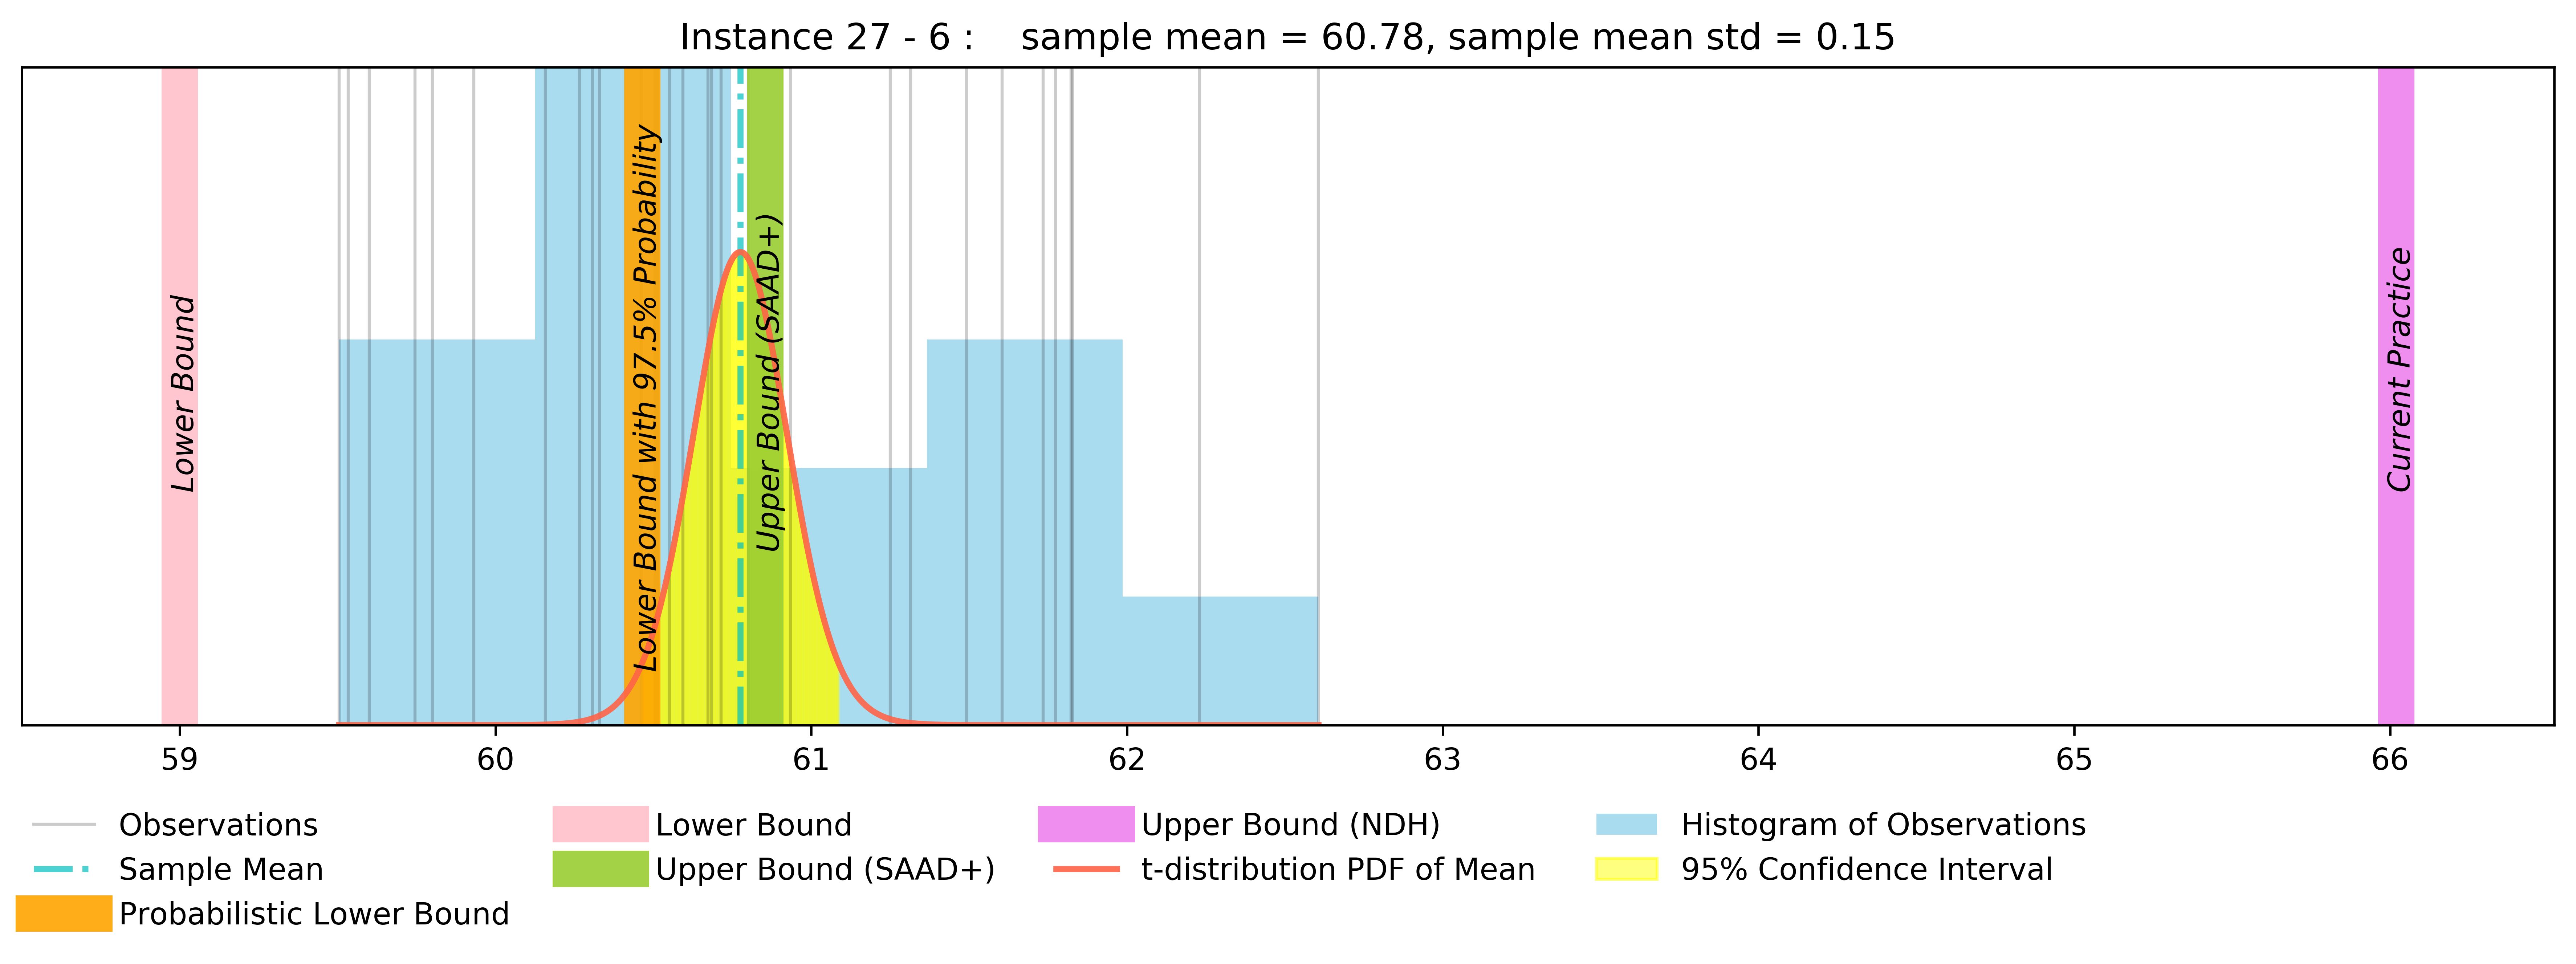 Instance 27 - 6 :    sample mean = 60.78, sample mean std = 0.15
Lower Bound
Lower Bound with 97.5% Probability
Upper Bound (SAAD+)
Current Practice
59 60 61 62 63 64 65 66
Observations
Sample Mean
Probabilistic Lower Bound
Lower Bound
Upper Bound (SAAD+)
Upper Bound (NDH)
t-distribution PDF of Mean
Histogram of Observations
95% Confidence Interval